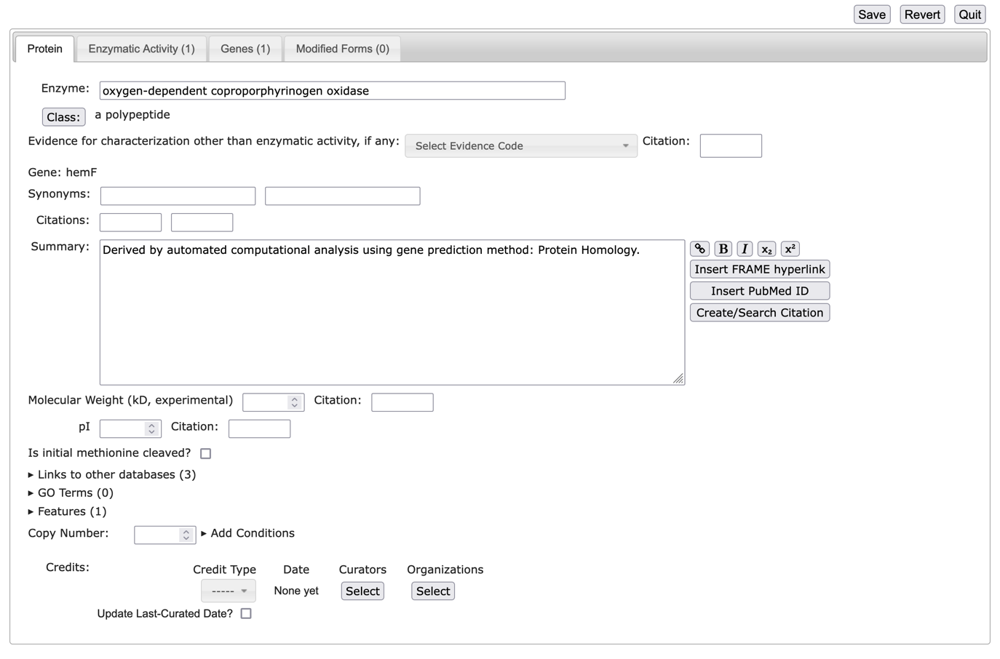 Save Revert Quit
Protein Enzymatic Activity (1) Genes (1) Modified Forms (0)
Enzyme: oxygen-dependent coproporphyrinogen oxidase
Class: a polypeptide
Evidence for characterization other than enzymatic activity, if any: Select Evidence Code Citation:
Gene: hemF
Synonyms:
Citations:
Summary: Derived by automated computational analysis using gene prediction method: Protein Homology.
B I x₂ x²
Insert FRAME hyperlink
Insert PubMed ID
Create/Search Citation
Molecular Weight (kD, experimental) Citation:
pI Citation:
Is initial methionine cleaved?
▸ Links to other databases (3)
▸ GO Terms (0)
▸ Features (1)
Copy Number: ▸ Add Conditions
Credits: Credit Type Date Curators Organizations
----- None yet Select Select
Update Last-Curated Date?